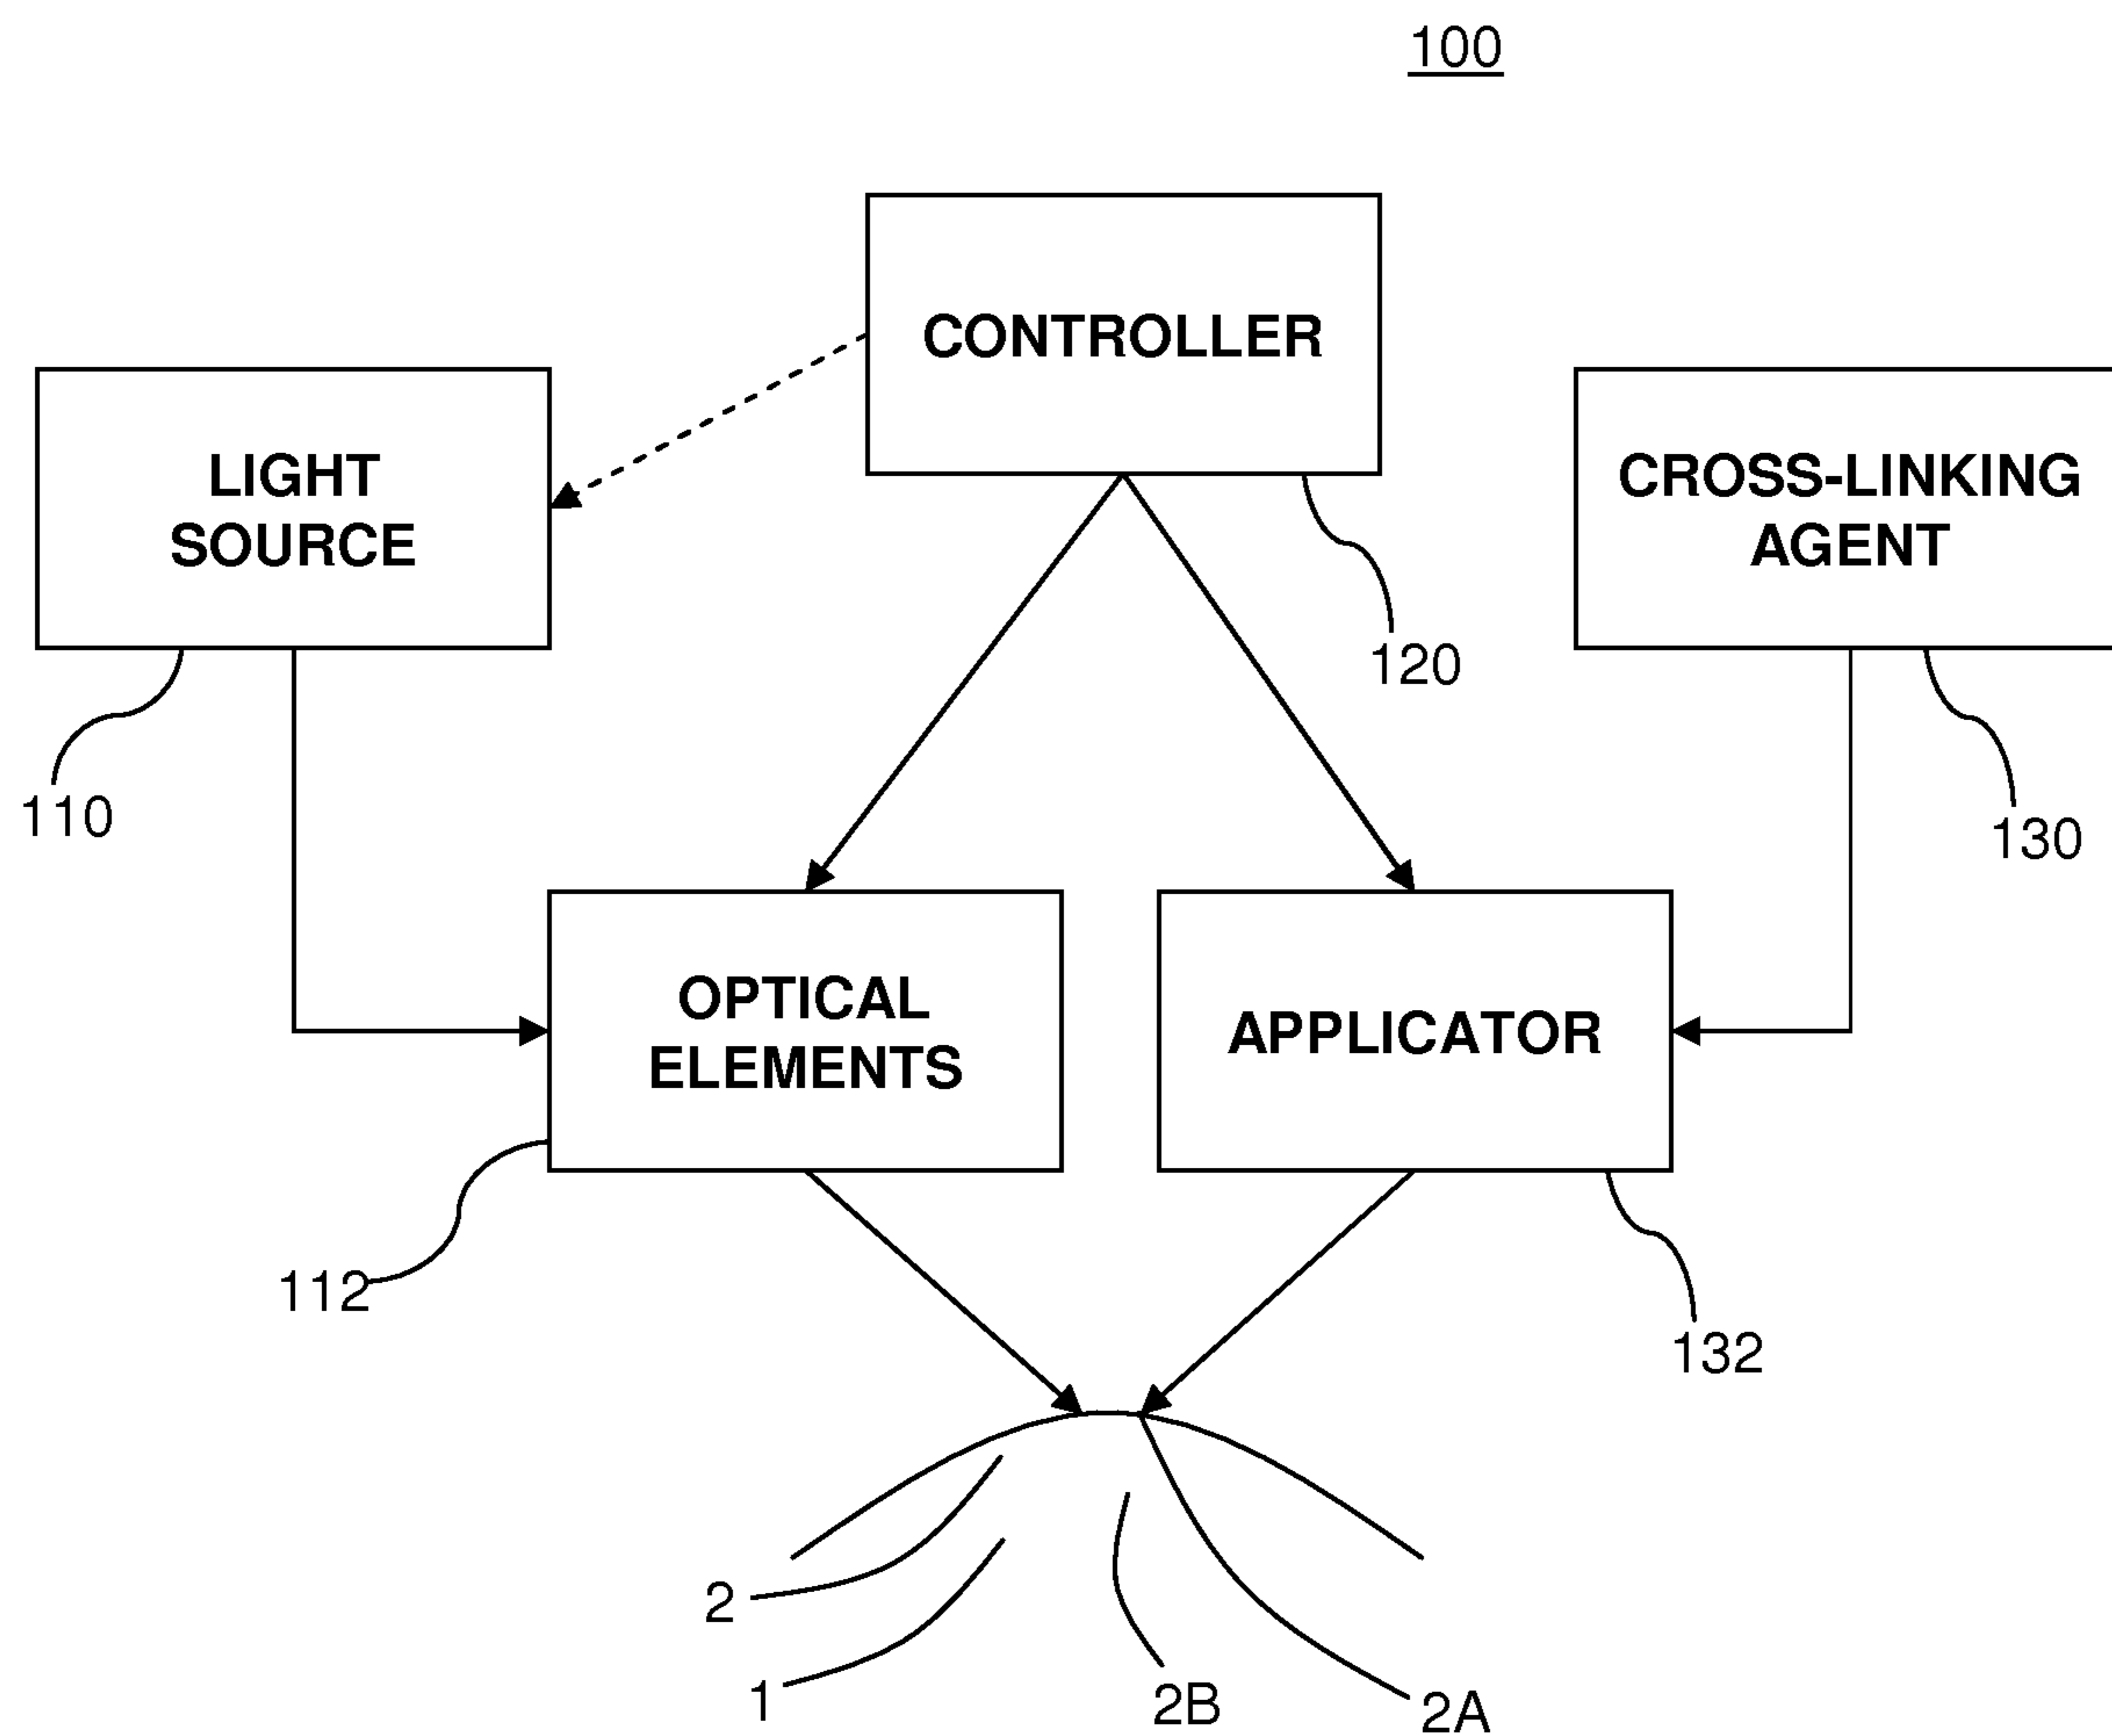 100
CONTROLLER
LIGHT
SOURCE
CROSS-LINKING
AGENT
120
110
130
OPTICAL
ELEMENTS
APPLICATOR
112
132
2
1
2B
2A